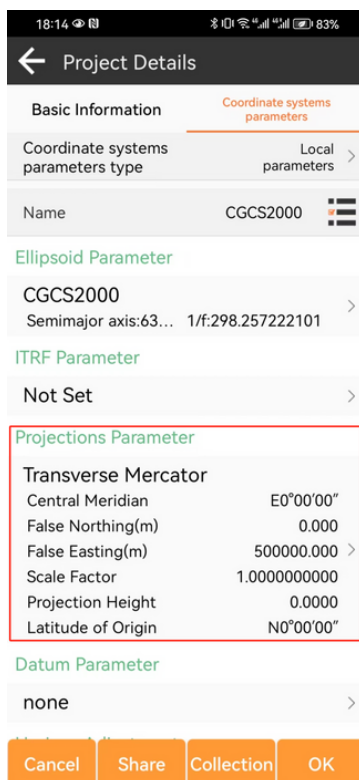 18:14 83%
Project Details
Basic Information
Coordinate systems
parameters
Coordinate systems
parameters type
Local
parameters
Name CGCS2000
Ellipsoid Parameter
CGCS2000
Semimajor axis:63... 1/f:298.257222101
ITRF Parameter
Not Set
Projections Parameter
Transverse Mercator
Central Meridian E0°00'00"
False Northing(m) 0.000
False Easting(m) 500000.000
Scale Factor 1.0000000000
Projection Height 0.0000
Latitude of Origin N0°00'00"
Datum Parameter
none
Cancel Share Collection OK